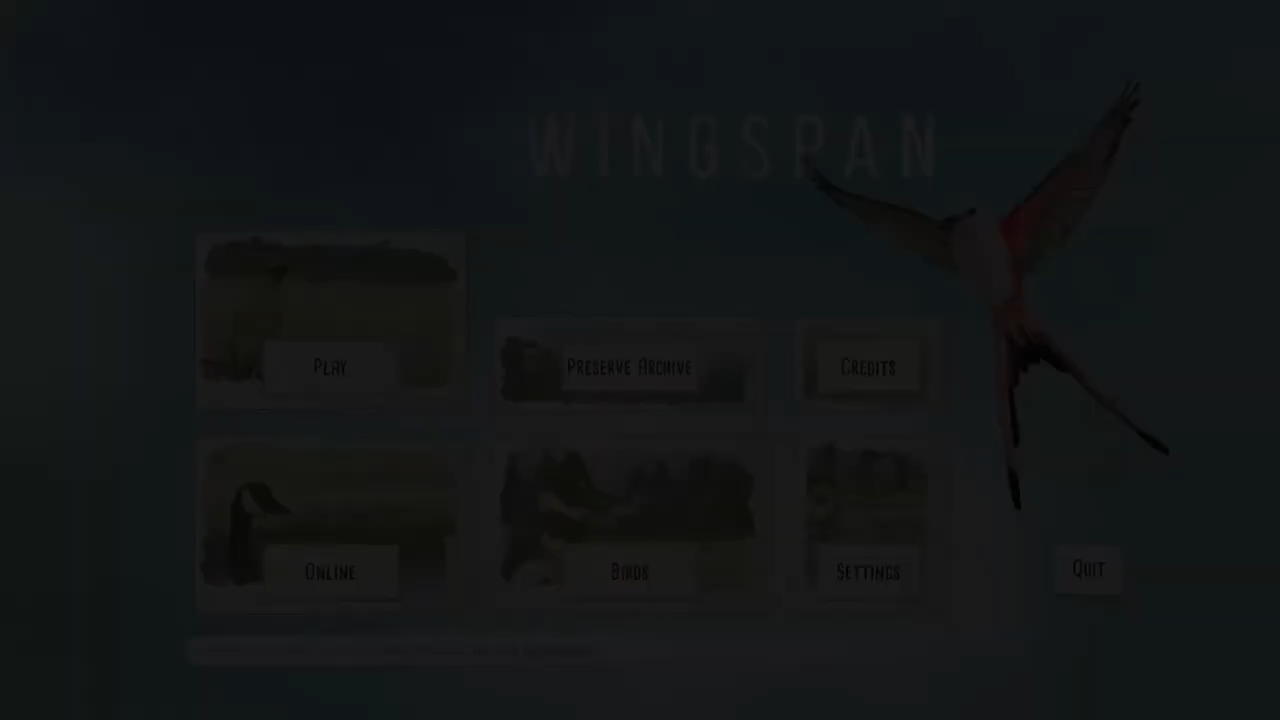 WINGSPAN
PLAY
PRESERVE ARCHIVE
CREDITS
ONLINE
BIRDS
SETTINGS
QUIT